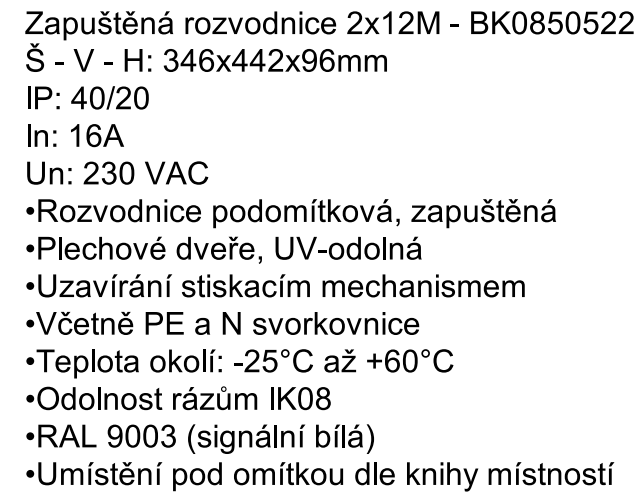 Zapuštěná rozvodnice 2x12M - BK0850522
Š - V - H: 346x442x96mm
IP: 40/20
In: 16A
Un: 230 VAC
•Rozvodnice podomítková, zapuštěná
•Plechové dveře, UV-odolná
•Uzavírání stiskacím mechanismem
•Včetně PE a N svorkovnice
•Teplota okolí: -25°C až +60°C
•Odolnost rázům IK08
•RAL 9003 (signální bílá)
•Umístění pod omítkou dle knihy místností